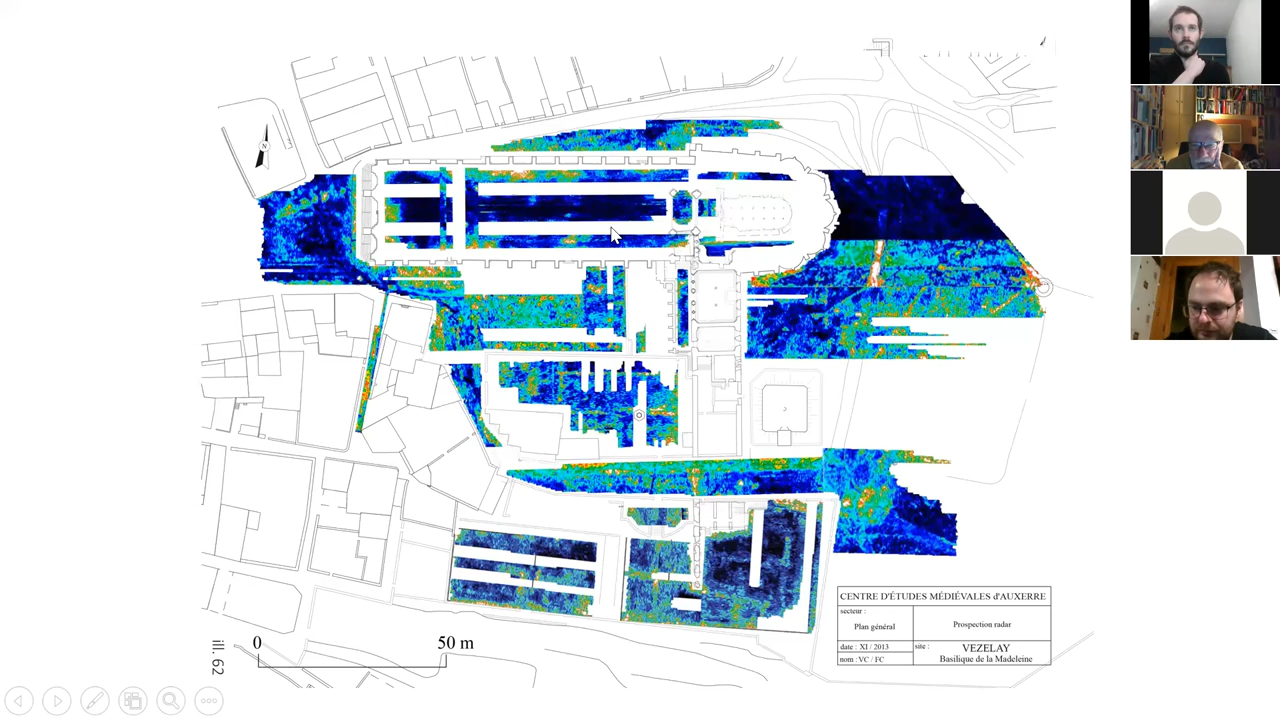 N
CENTRE D'ÉTUDES MÉDIÉVALES d'AUXERRE
secteur :
Plan général
Prospection radar
date : XI / 2013
nom : VC / FC
site :
VEZELAY
Basilique de la Madeleine
0
50 m
ill. 62